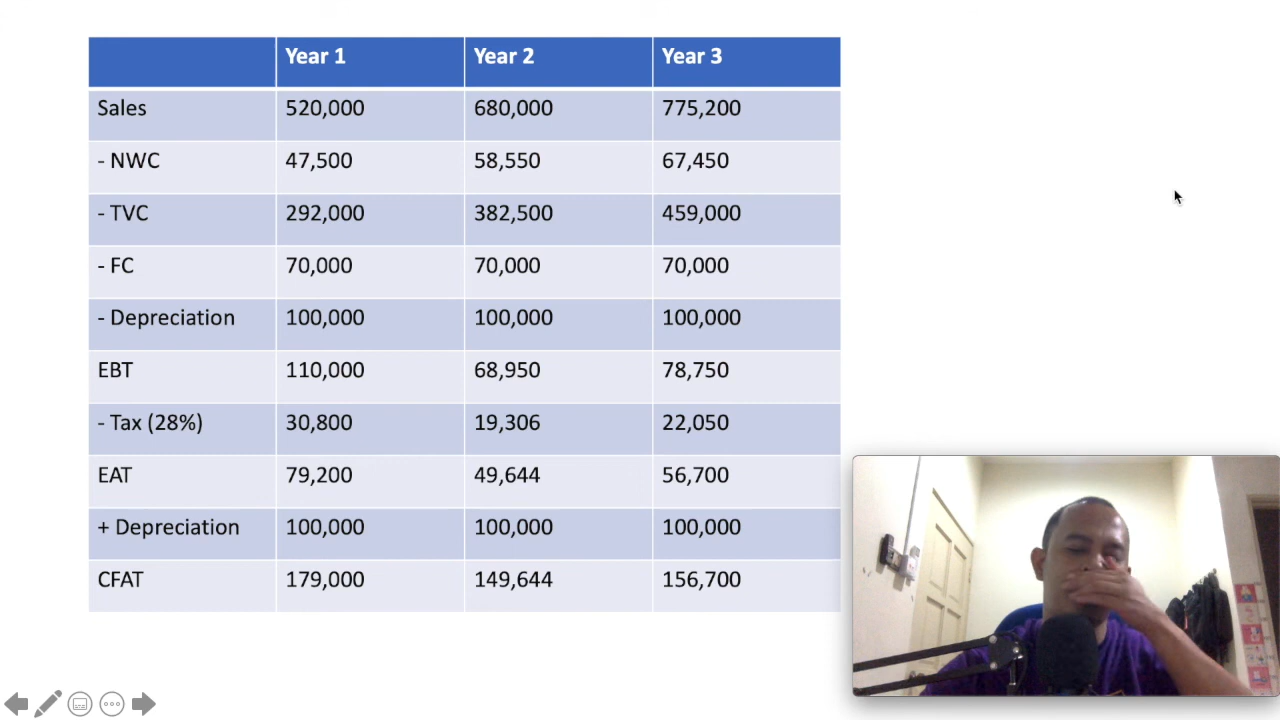 Year 1 Year 2 Year 3
Sales 520,000 680,000 775,200
- NWC 47,500 58,550 67,450
- TVC 292,000 382,500 459,000
- FC 70,000 70,000 70,000
- Depreciation 100,000 100,000 100,000
EBT 110,000 68,950 78,750
- Tax (28%) 30,800 19,306 22,050
EAT 79,200 49,644 56,700
+ Depreciation 100,000 100,000 100,000
CFAT 179,000 149,644 156,700